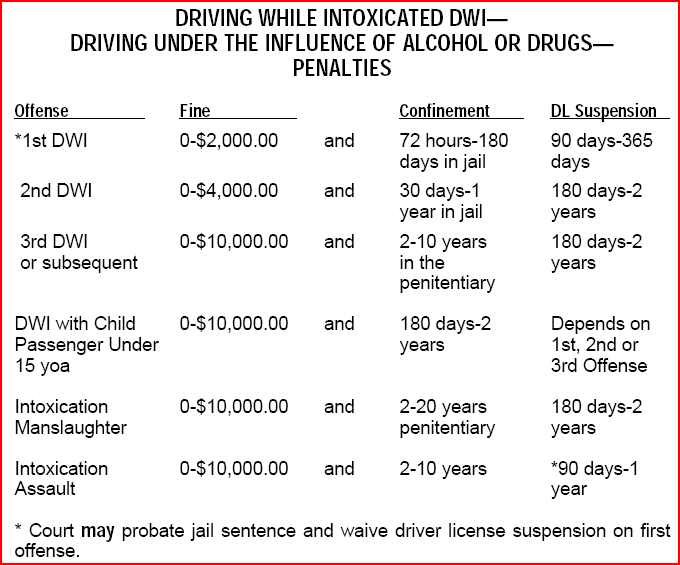 DRIVING WHILE INTOXICATED DWI—
DRIVING UNDER THE INFLUENCE OF ALCOHOL OR DRUGS—
PENALTIES
Offense Fine Confinement DL Suspension
*1st DWI 0-$2,000.00 and 72 hours-180 90 days-365
days in jail days
2nd DWI 0-$4,000.00 and 30 days-1 180 days-2
year in jail years
3rd DWI 0-$10,000.00 and 2-10 years 180 days-2
or subsequent in the years
penitentiary
DWI with Child 0-$10,000.00 and 180 days-2 Depends on
Passenger Under years 1st, 2nd or
15 yoa 3rd Offense
Intoxication 0-$10,000.00 and 2-20 years 180 days-2
Manslaughter penitentiary years
Intoxication 0-$10,000.00 and 2-10 years *90 days-1
Assault year
* Court may probate jail sentence and waive driver license suspension on first
offense.